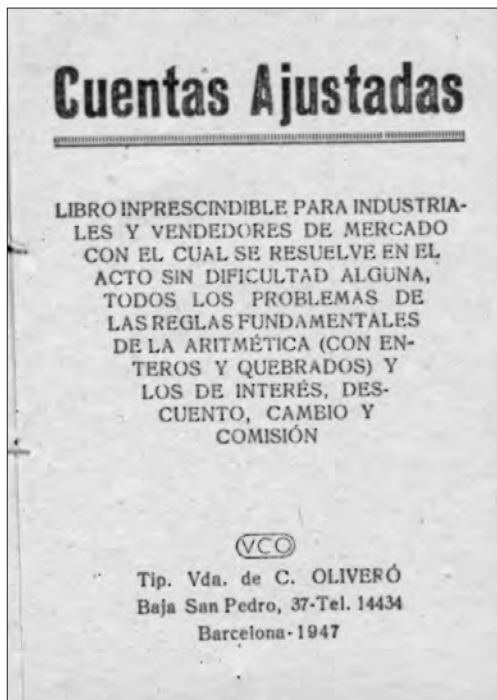 Cuentas Ajustadas
LIBRO INPRESCINDIBLE PARA INDUSTRIA-
LES Y VENDEDORES DE MERCADO
CON EL CUAL SE RESUELVE EN EL
ACTO SIN DIFICULTAD ALGUNA,
TODOS LOS PROBLEMAS DE
LAS REGLAS FUNDAMENTALES
DE LA ARITMÉTICA (CON EN-
TEROS Y QUEBRADOS) Y
LOS DE INTERÉS, DES-
CUENTO, CAMBIO Y
COMISIÓN
VCO
Tip. Vda. de C. OLIVERÓ
Baja San Pedro, 37-Tel. 14434
Barcelona-1947